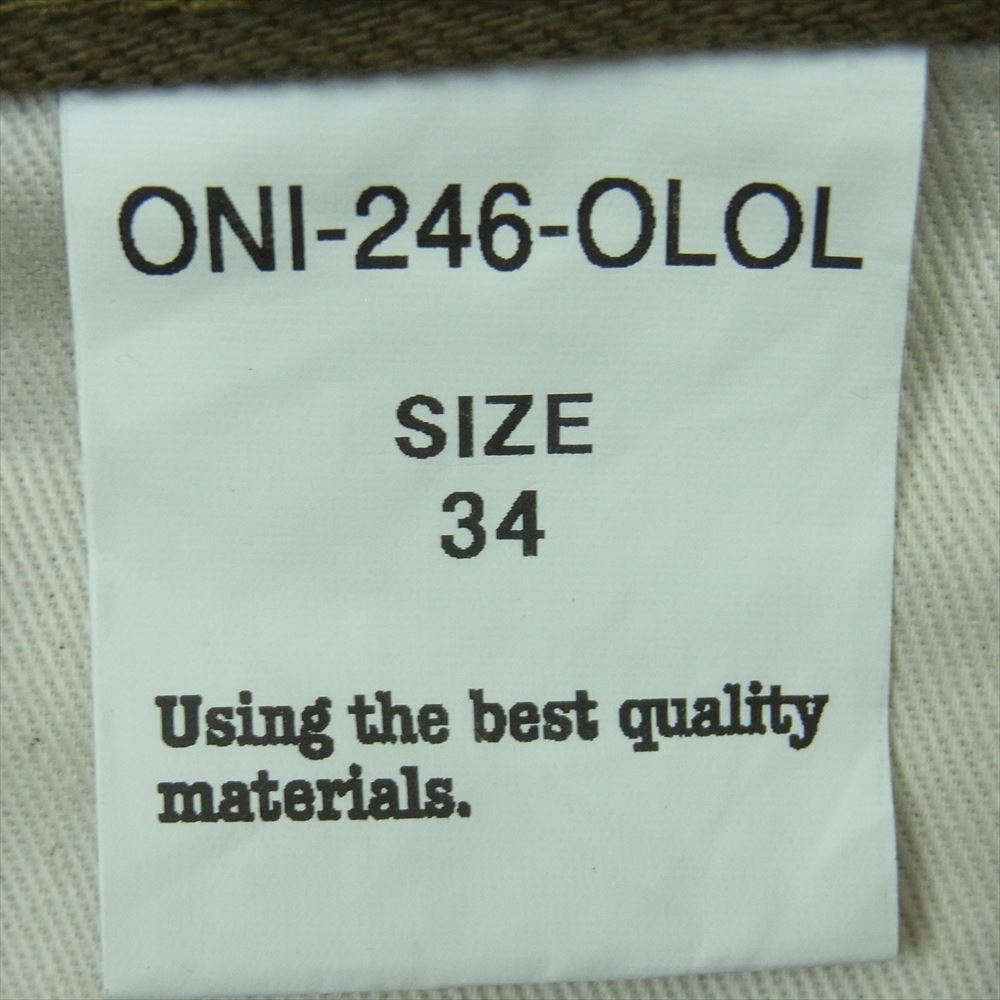 ONI-246-OLOL
SIZE
34
Using the best quality
materials.